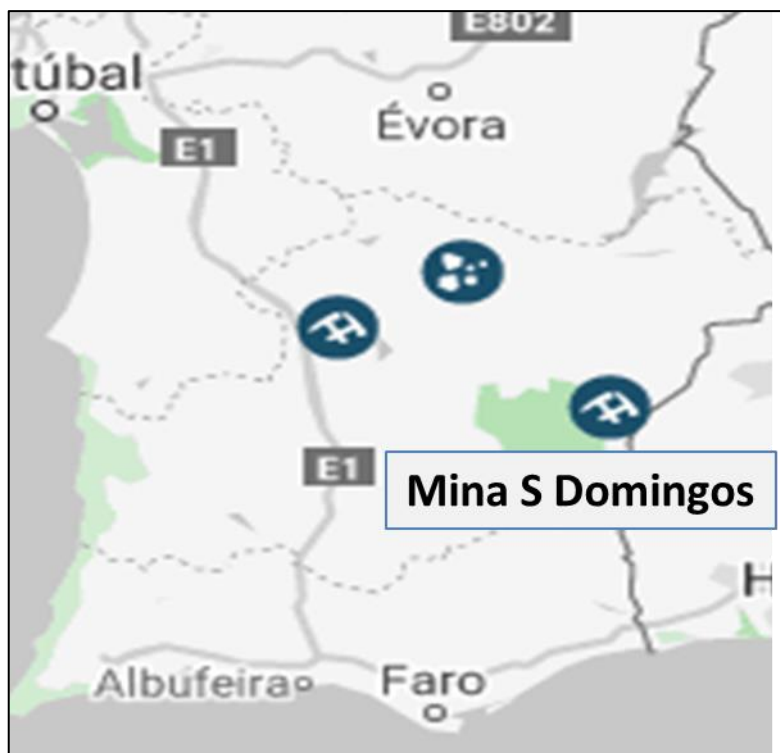 E802
túbal
Évora
E1
E1
Mina S Domingos
H
Albufeira
Faro